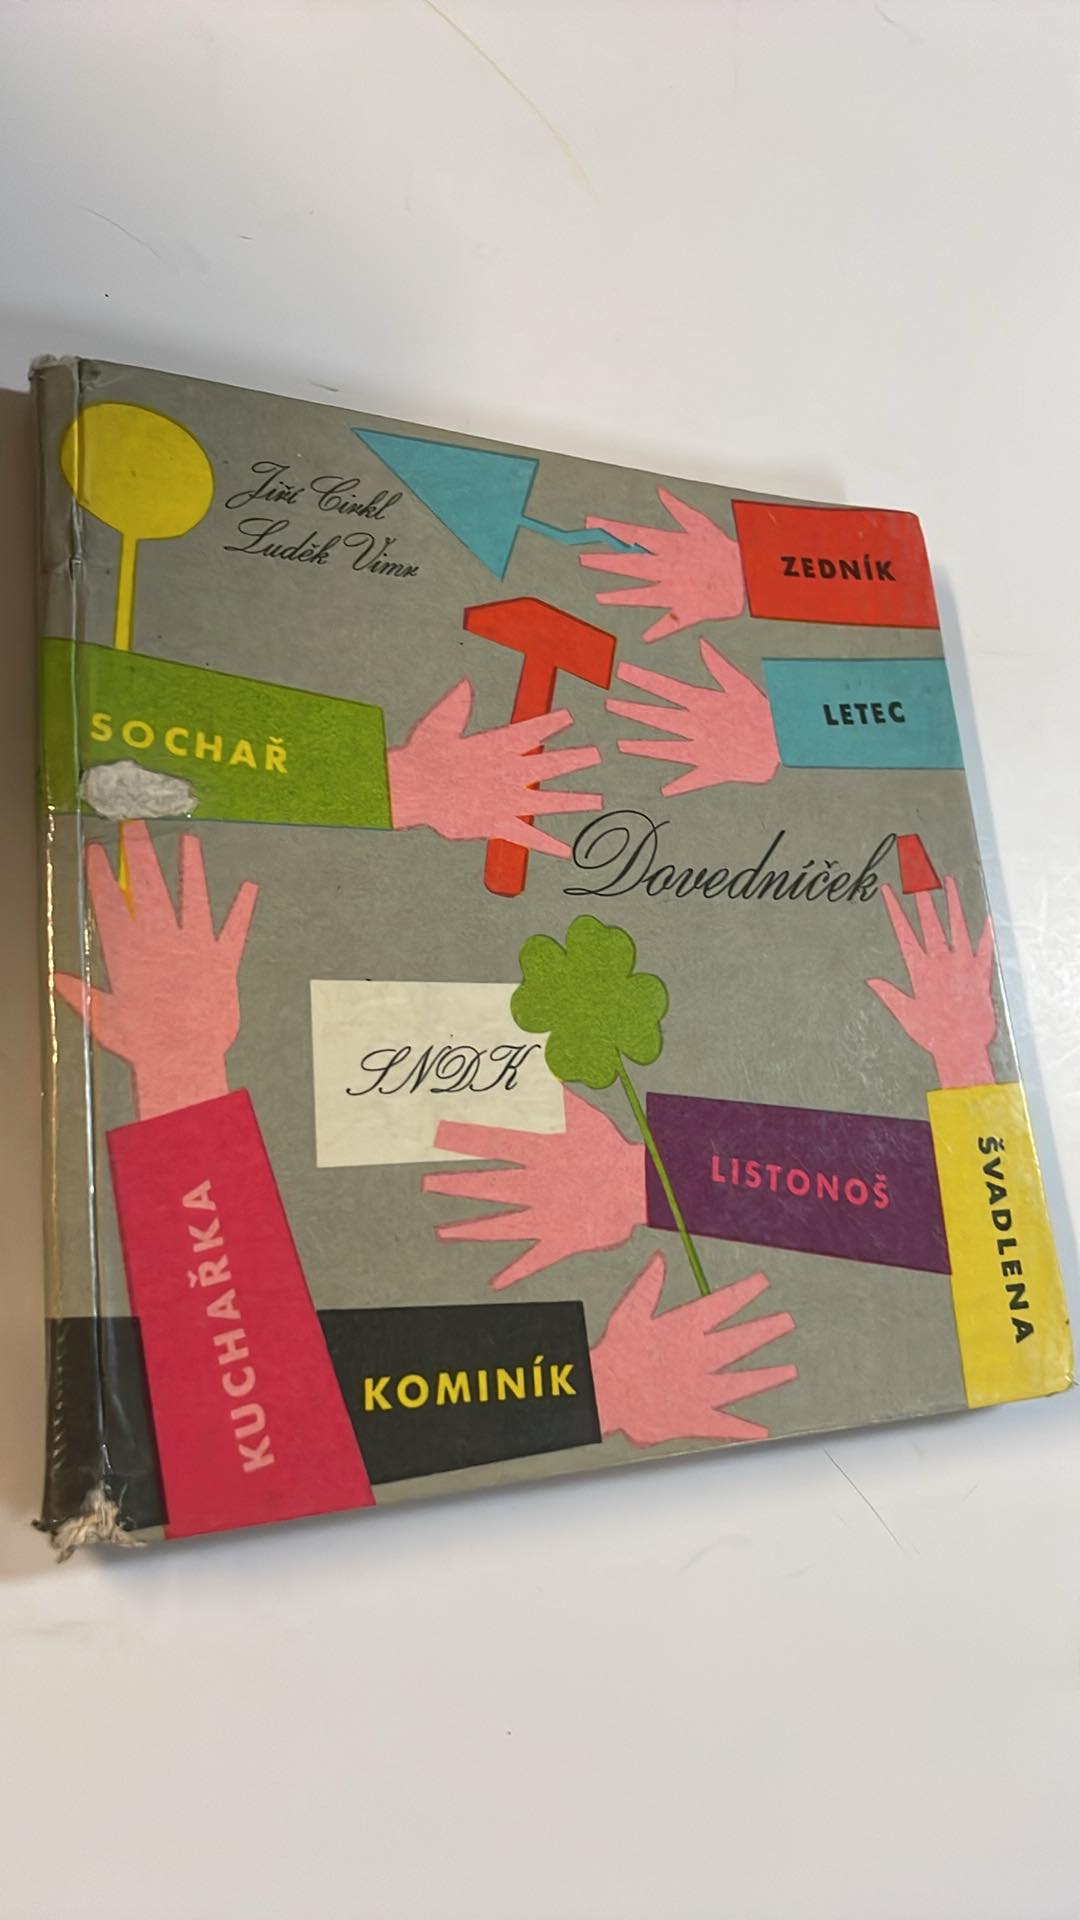 Jiří Cirkl
Luděk Vimr
ZEDNÍK
LETEC
SOCHAŘ
Dovedníček
SNDK
LISTONOŠ
ŠVADLENA
KUCHAŘKA
KOMINÍK